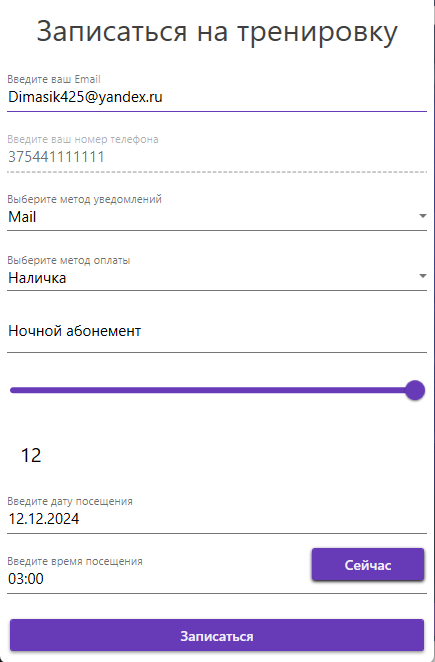 Записаться на тренировку
Введите ваш Email
Dimasik425@yandex.ru
Введите ваш номер телефона
375441111111
Выберите метод уведомлений
Mail
Выберите метод оплаты
Наличка
Ночной абонемент
12
Введите дату посещения
12.12.2024
Введите время посещения
03:00
Сейчас
Записаться